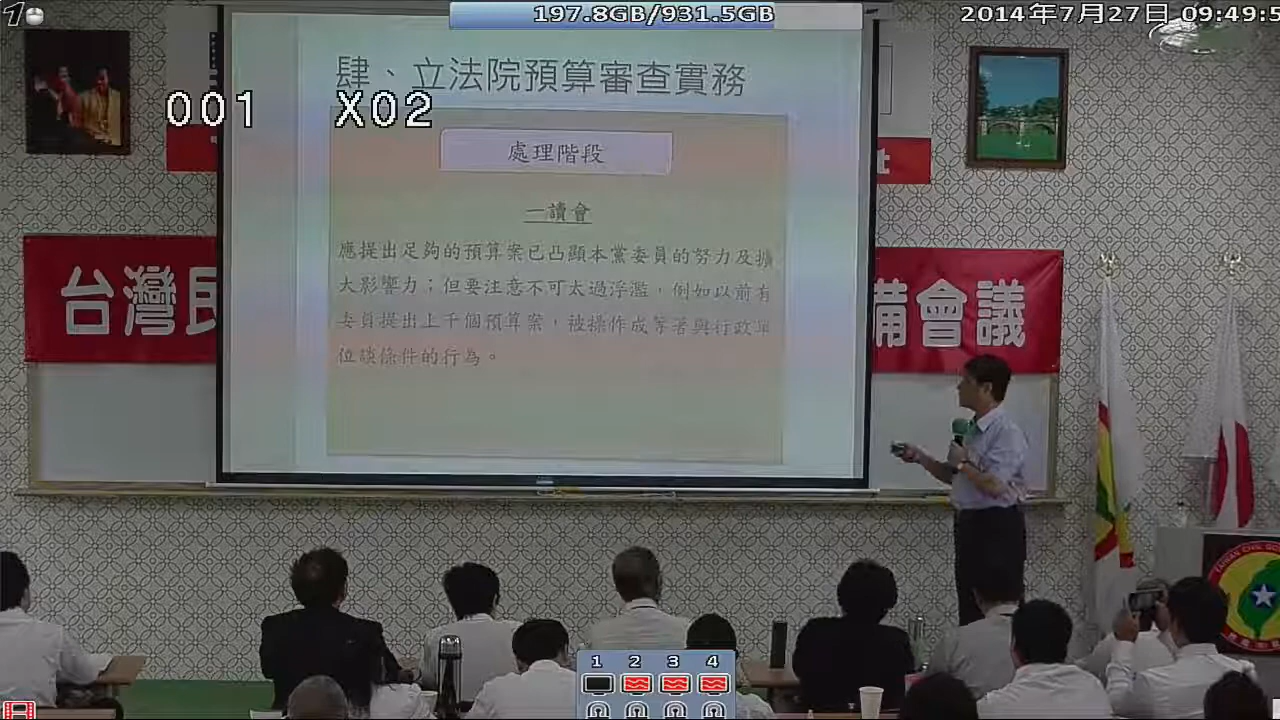 197.8GB/931.5GB
2014年7月27日 09:49:5
001 X02
肆、立法院預算審查實務
處理階段
一讀會
應提出足夠的預算案已凸顯本黨委員的努力及擴
大影響力；但要注意不可太過浮濫，例如以前有
委員提出上千個預算案，被操作成等著與行政單
位談條件的行為。
社
台灣民
備會議
TAIWAN CIVIL
1 2 3 4